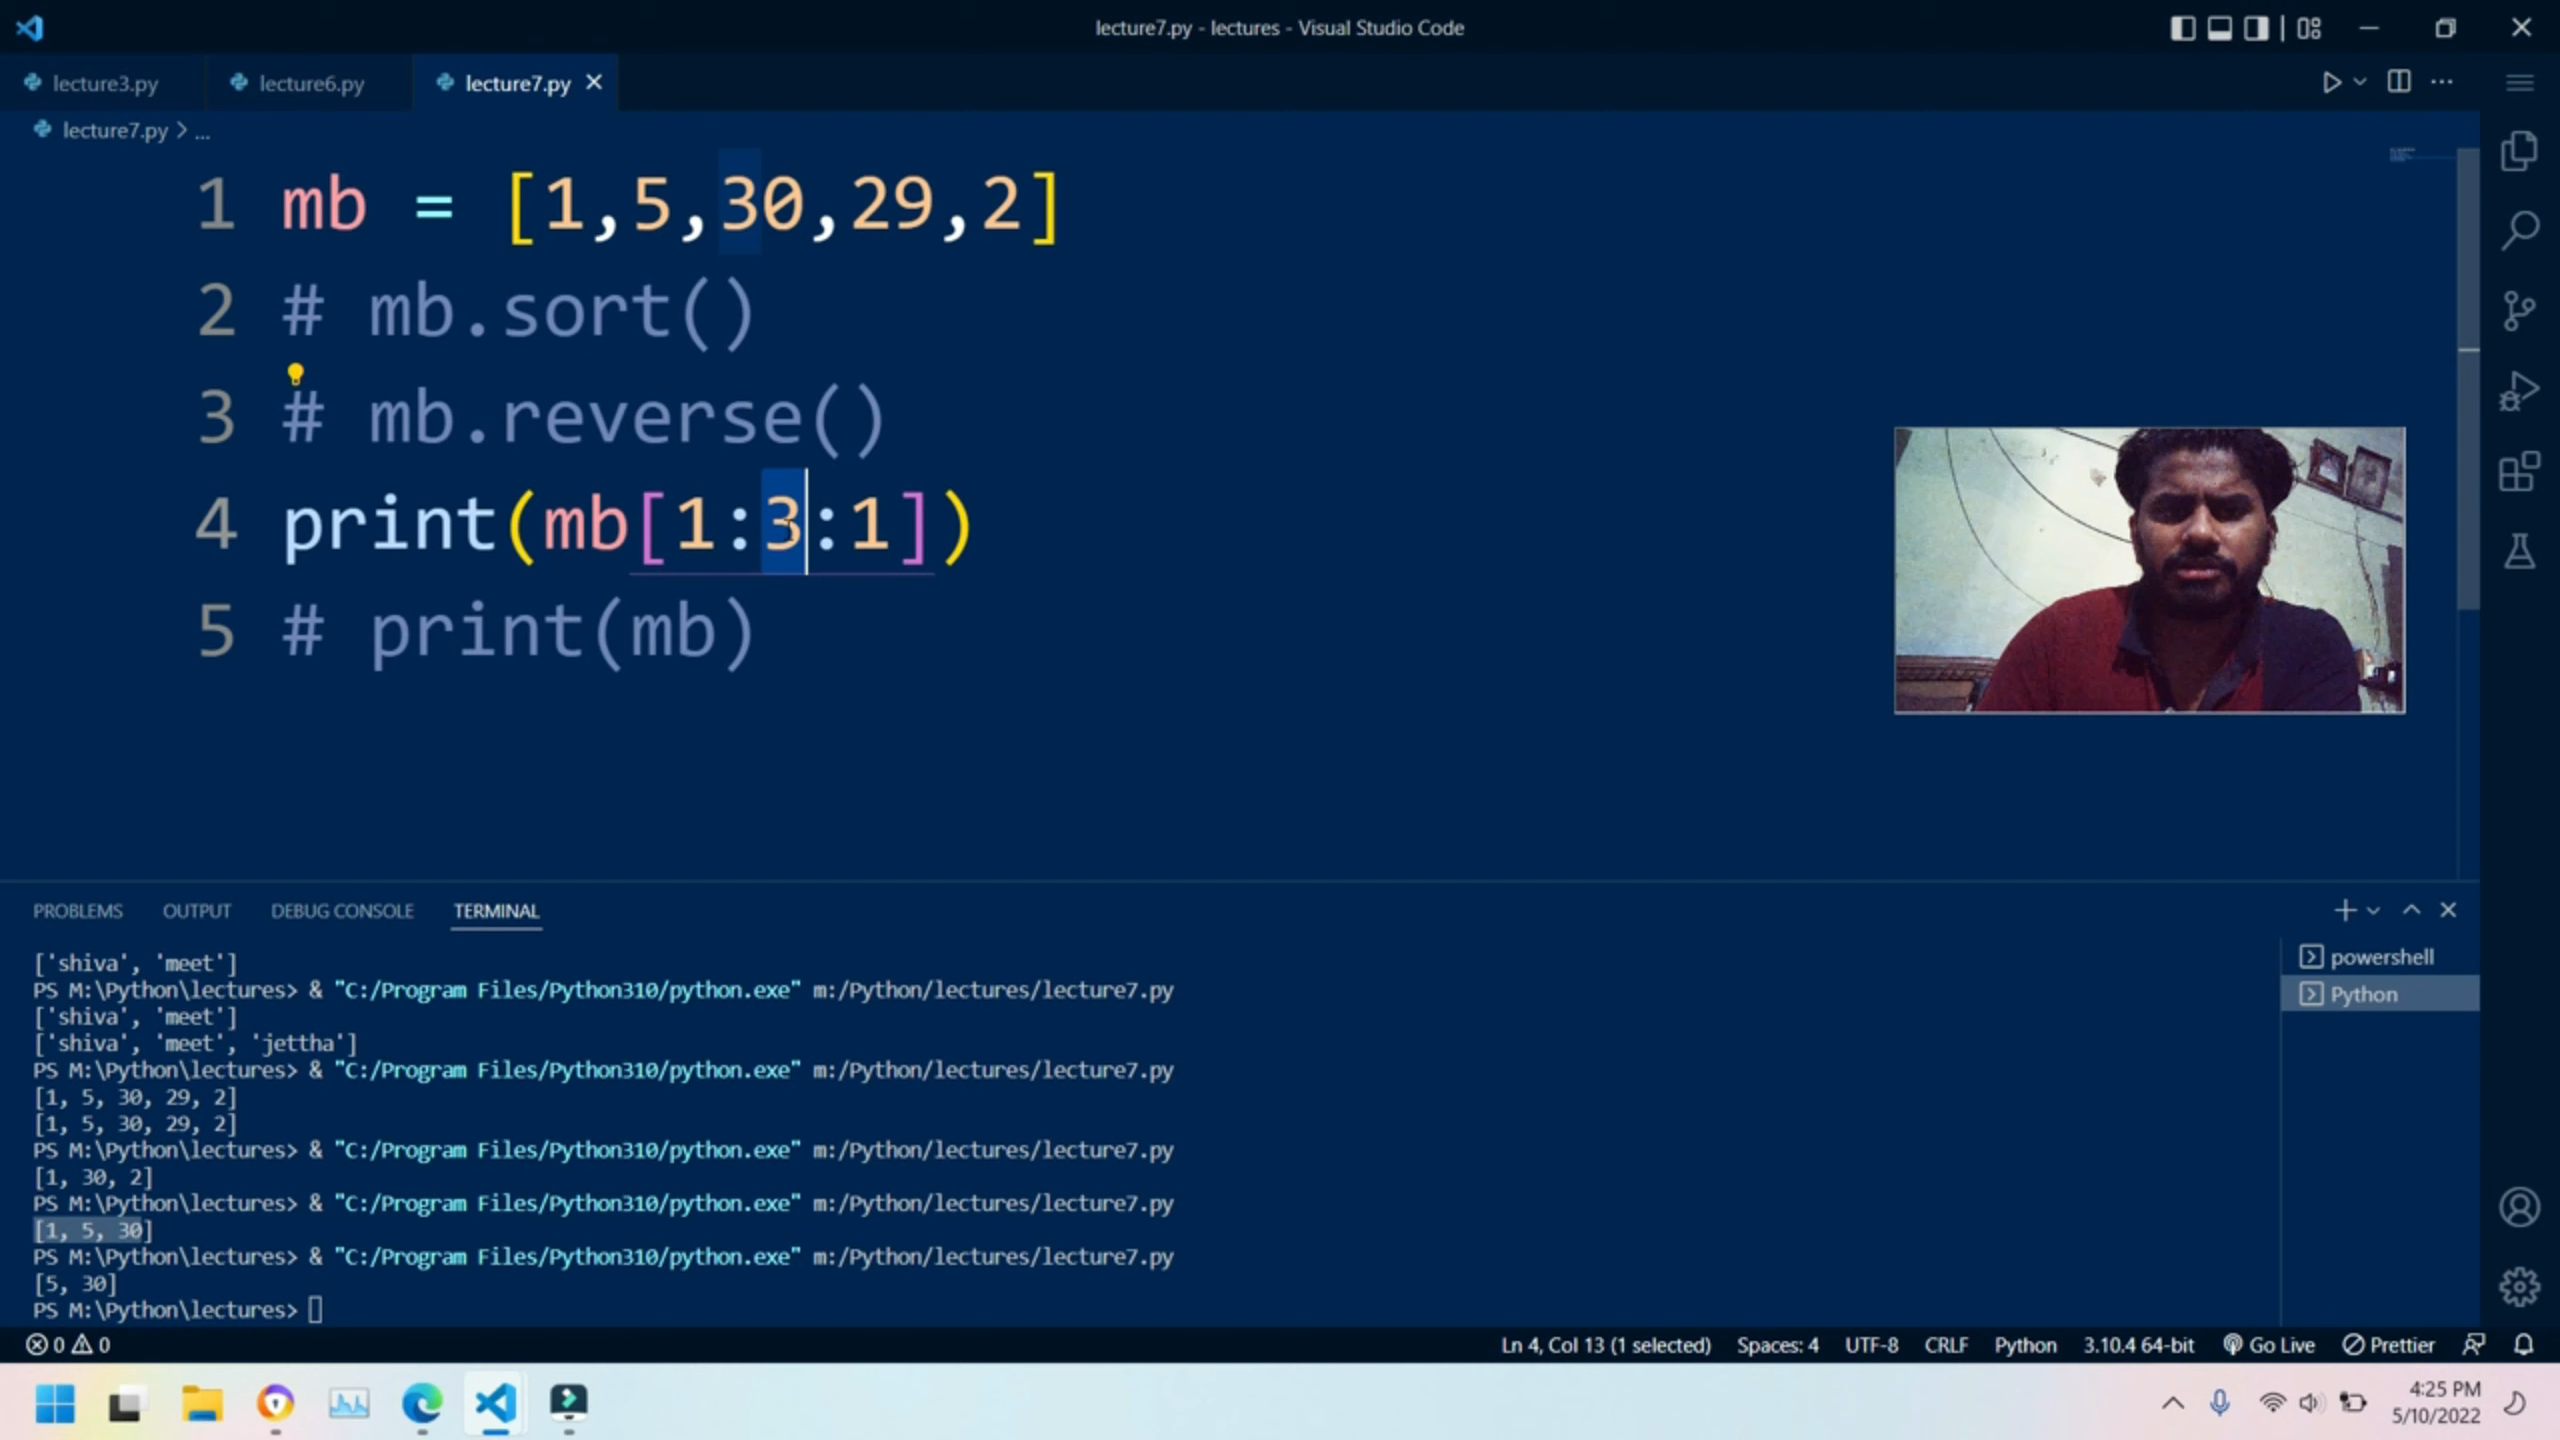 lecture7.py - lectures - Visual Studio Code
lecture3.py
lecture6.py
lecture7.py
lecture7.py > ...
1 mb = [1,5,30,29,2]
2 # mb.sort()
3 # mb.reverse()
4 print(mb[1:3:1])
5 # print(mb)
PROBLEMS OUTPUT DEBUG CONSOLE TERMINAL
['shiva', 'meet']
PS M:\Python\lectures> & "C:/Program Files/Python310/python.exe" m:/Python/lectures/lecture7.py
['shiva', 'meet']
['shiva', 'meet', 'jettha']
PS M:\Python\lectures> & "C:/Program Files/Python310/python.exe" m:/Python/lectures/lecture7.py
[1, 5, 30, 29, 2]
[1, 5, 30, 29, 2]
PS M:\Python\lectures> & "C:/Program Files/Python310/python.exe" m:/Python/lectures/lecture7.py
[1, 30, 2]
PS M:\Python\lectures> & "C:/Program Files/Python310/python.exe" m:/Python/lectures/lecture7.py
[1, 5, 30]
PS M:\Python\lectures> & "C:/Program Files/Python310/python.exe" m:/Python/lectures/lecture7.py
[5, 30]
PS M:\Python\lectures>
powershell
Python
0 0
Ln 4, Col 13 (1 selected) Spaces: 4 UTF-8 CRLF Python 3.10.4 64-bit Go Live Prettier
4:25 PM
5/10/2022